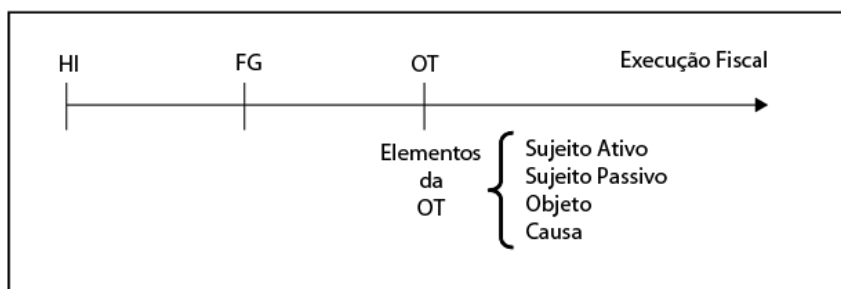 HI FG OT Execução Fiscal
Elementos
da
OT
Sujeito Ativo
Sujeito Passivo
Objeto
Causa